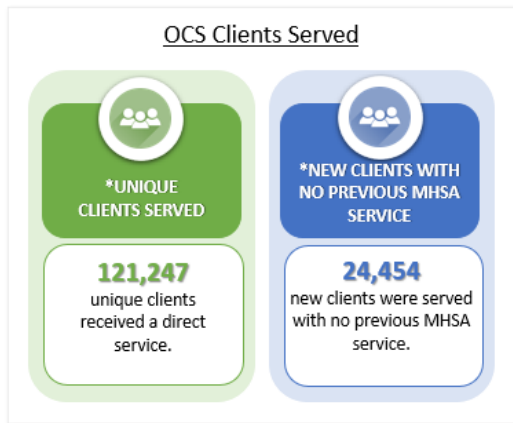 OCS Clients Served
*UNIQUE
CLIENTS SERVED
121,247
unique clients
received a direct
service.
*NEW CLIENTS WITH
NO PREVIOUS MHSA
SERVICE
24,454
new clients were served
with no previous MHSA
service.